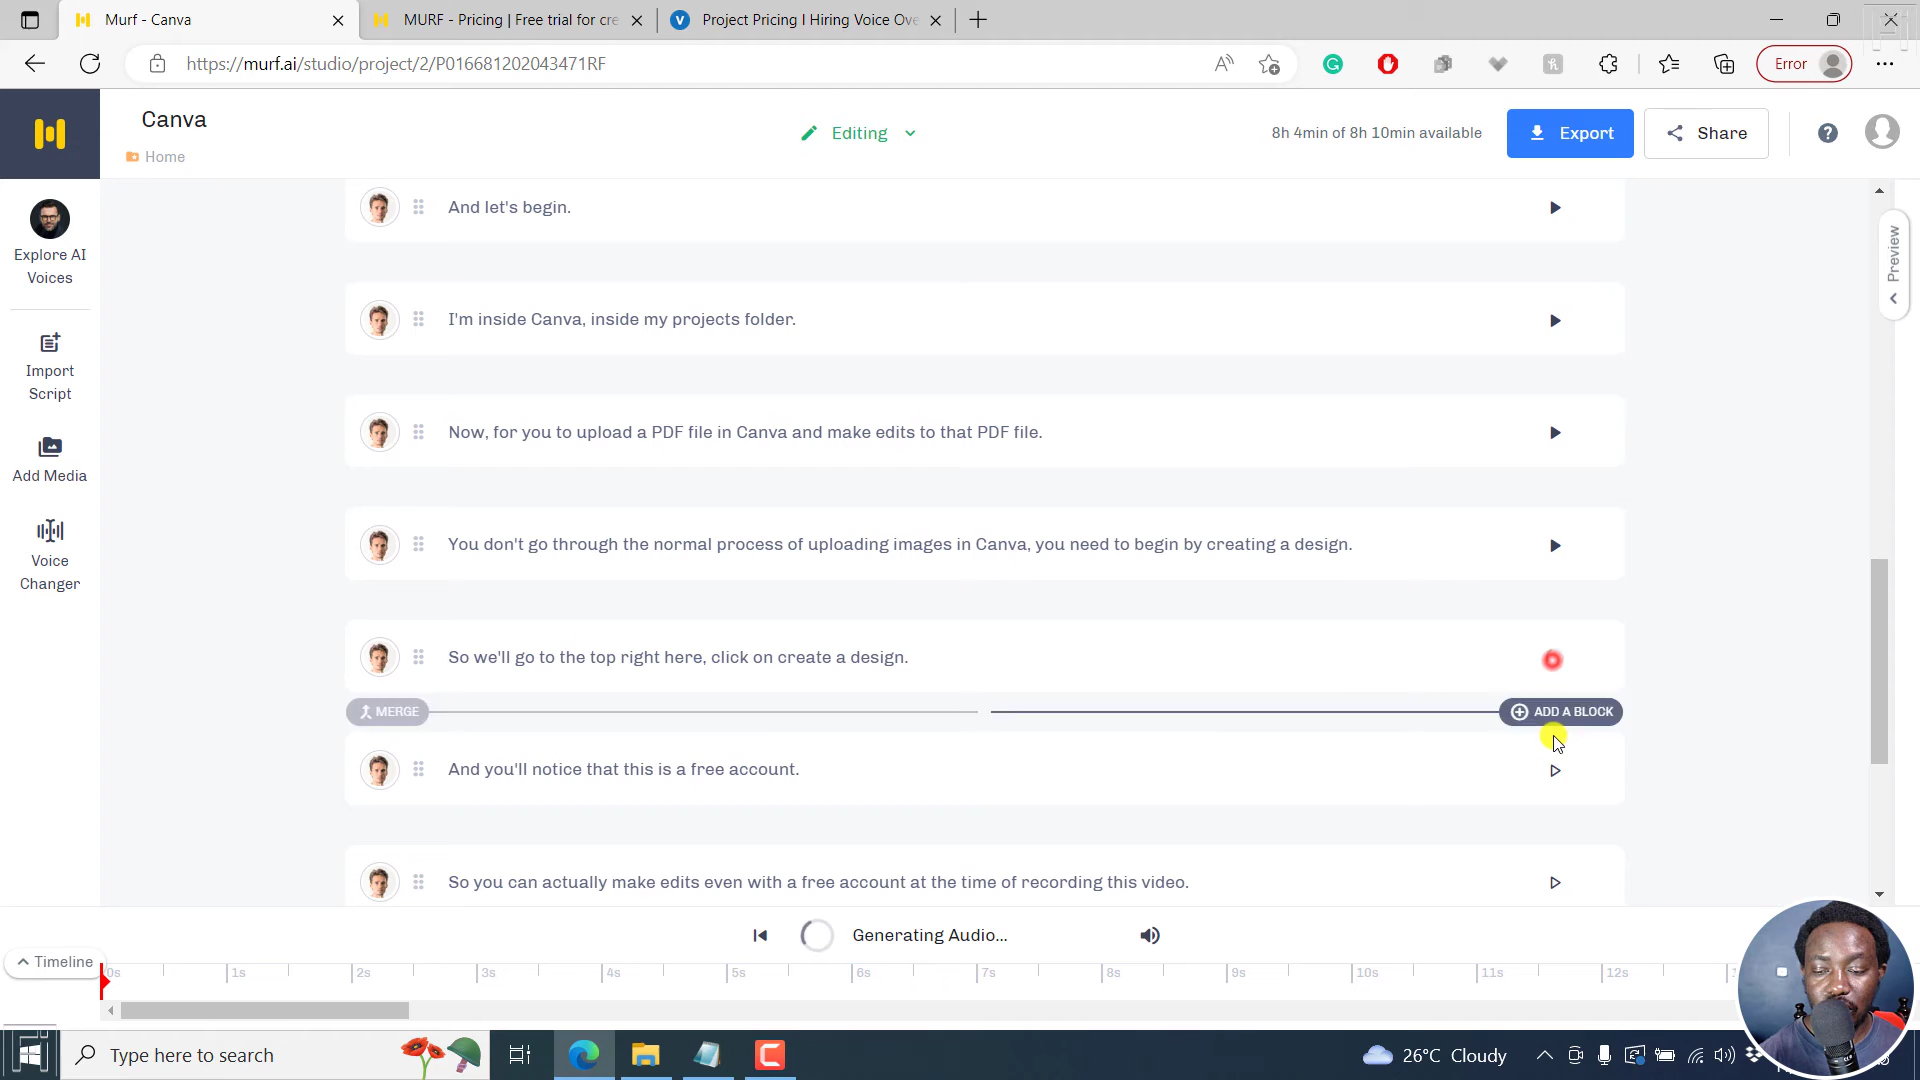 Murf - Canva
MURF - Pricing | Free trial for cre
Project Pricing I Hiring Voice Ove
https://murf.ai/studio/project/2/P016681202043471RF
Error
Canva
Home
Editing
8h 4min of 8h 10min available
Export
Share
Explore AI
Voices
Import
Script
Add Media
Voice
Changer
Preview
And let's begin.
I'm inside Canva, inside my projects folder.
Now, for you to upload a PDF file in Canva and make edits to that PDF file.
You don't go through the normal process of uploading images in Canva, you need to begin by creating a design.
So we'll go to the top right here, click on create a design.
MERGE
ADD A BLOCK
And you'll notice that this is a free account.
So you can actually make edits even with a free account at the time of recording this video.
Generating Audio...
Timeline
0s 1s 2s 3s 4s 5s 6s 7s 8s 9s 10s 11s 12s
Type here to search
26°C Cloudy